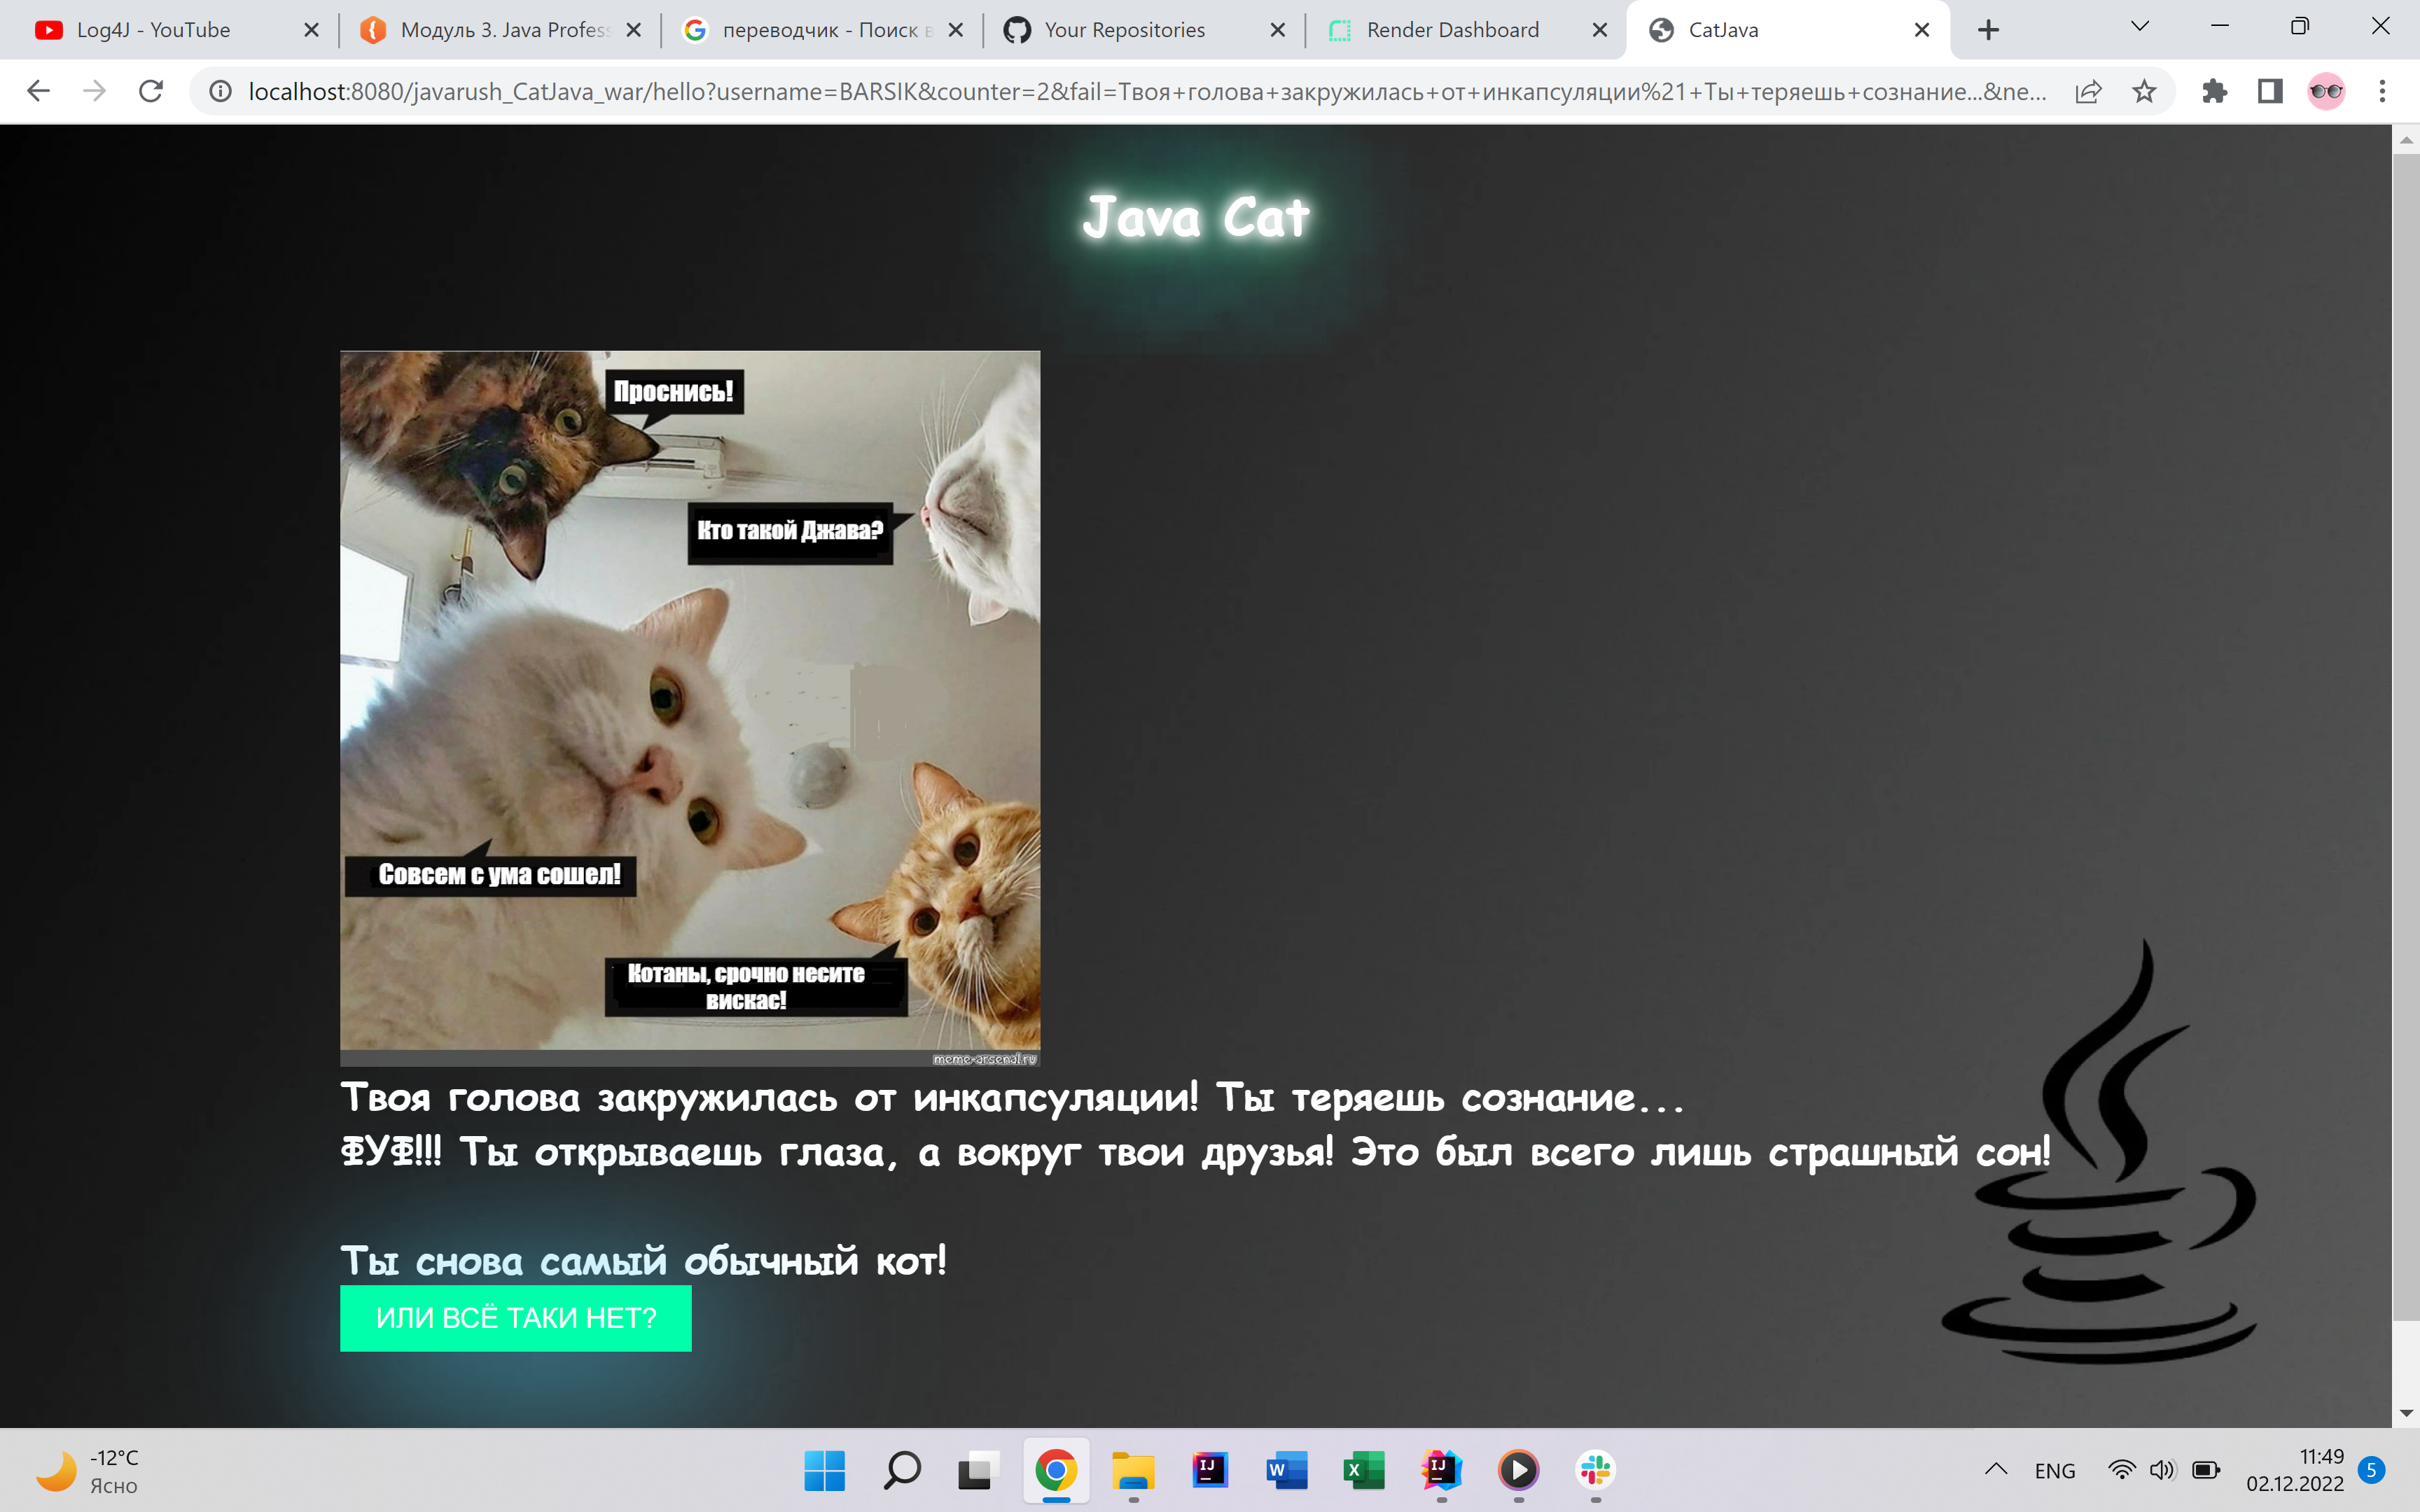 Log4J - YouTube
Модуль 3. Java Profess
переводчик - Поиск в
Your Repositories
Render Dashboard
CatJava
localhost:8080/javarush_CatJava_war/hello?username=BARSIK&counter=2&fail=Твоя+голова+закружилась+от+инкапсуляции%21+Ты+теряешь+сознание...&ne...
Java Cat
Проснись!
Кто такой Джава?
Совсем с ума сошел!
Котаны, срочно несите
вискас!
meme-arsenal.ru
Твоя голова закружилась от инкапсуляции! Ты теряешь сознание...
ФУФ!!! Ты открываешь глаза, а вокруг твои друзья! Это был всего лишь страшный сон!
Ты снова самый обычный кот!
ИЛИ ВСЁ ТАКИ НЕТ?
-12°C
Ясно
IJ
W
X
IJ
ENG
11:49
02.12.2022
5